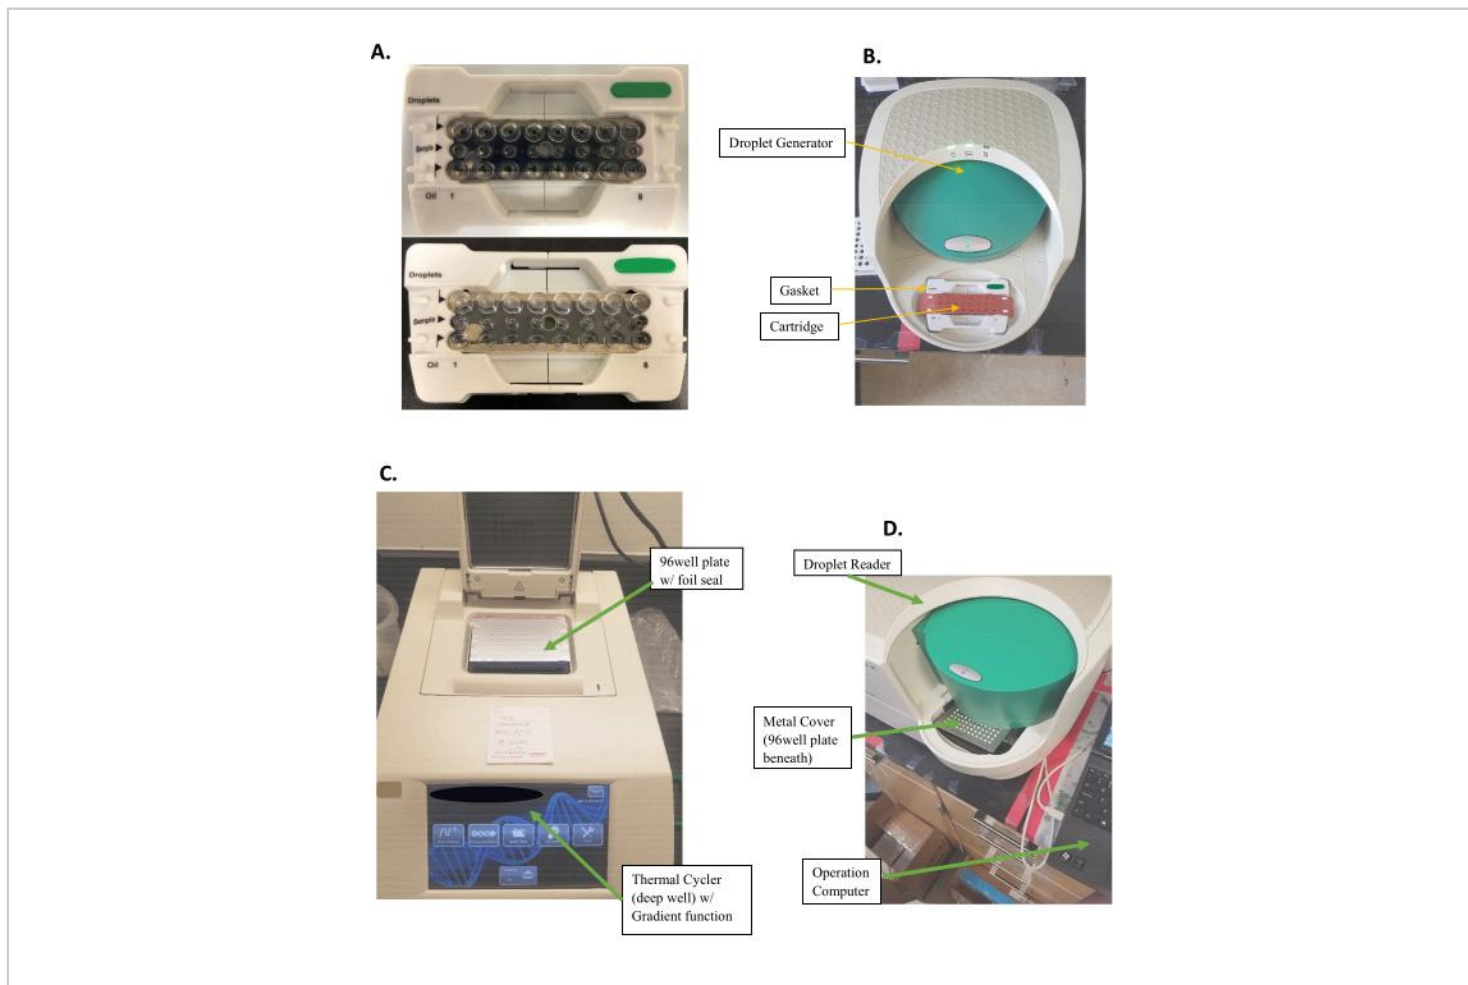 A.
Droplets
Sample
Oil 1 8
Droplets
Sample
Oil 1 8
B.
Droplet Generator
Gasket
Cartridge
C.
96well plate
w/ foil seal
1
Thermal Cycler
(deep well) w/
Gradient function
D.
Droplet Reader
Metal Cover
(96well plate
beneath)
Operation
Computer